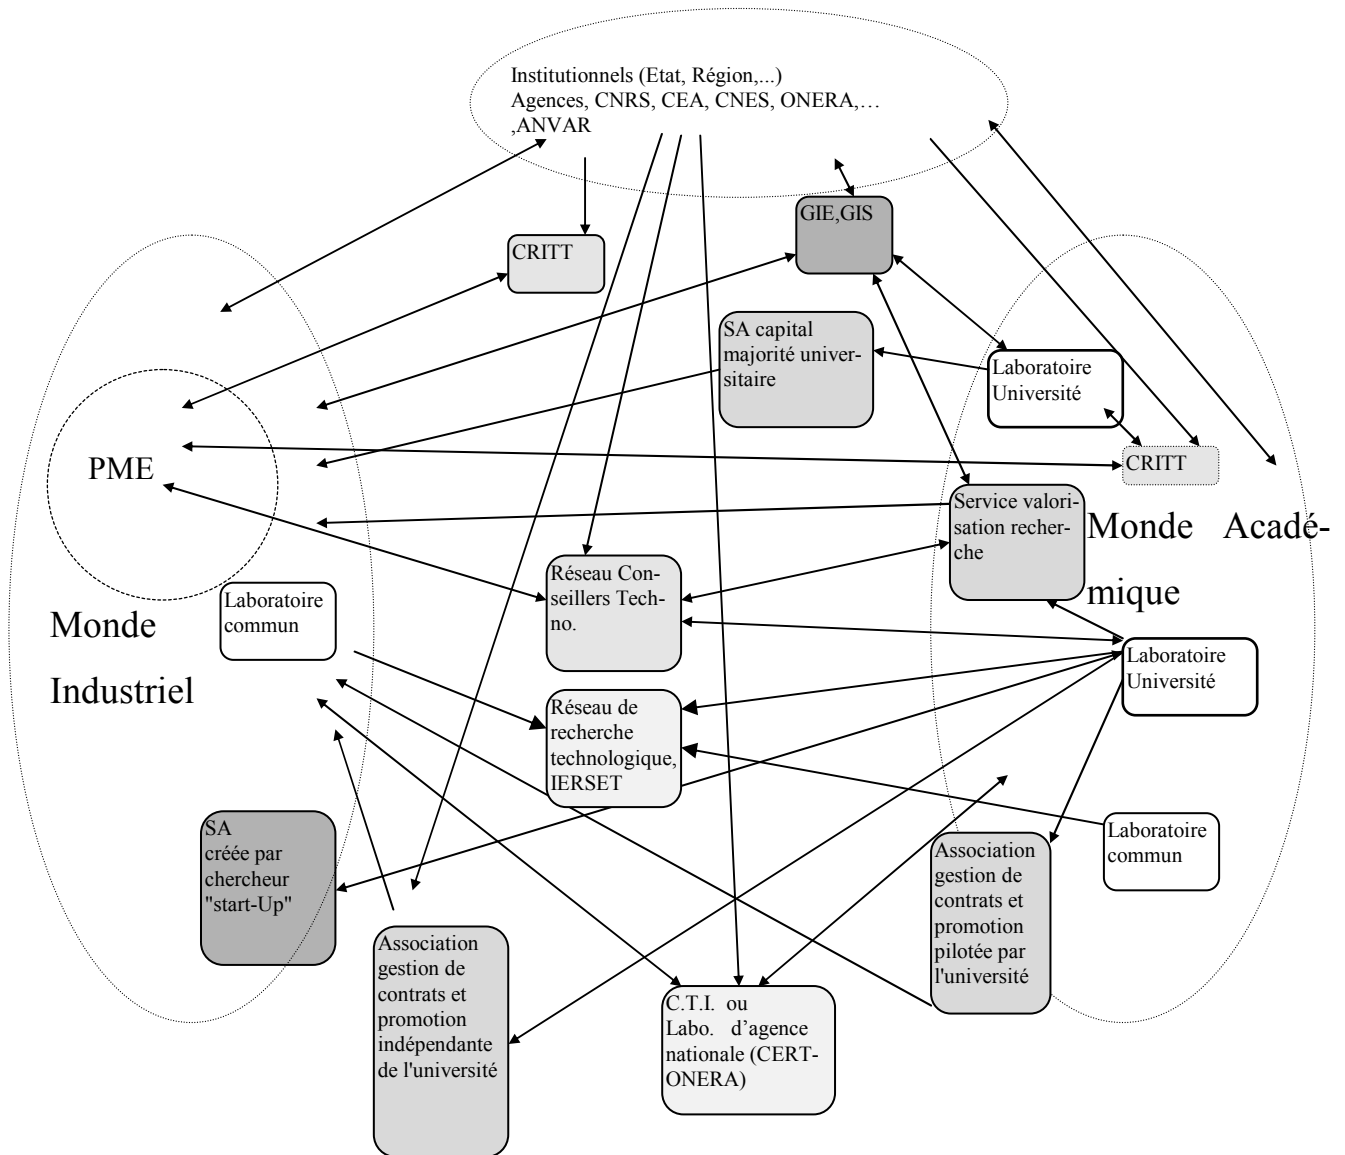 Institutionnels (Etat, Région,...)
Agences, CNRS, CEA, CNES, ONERA,…
,ANVAR
GIE,GIS
CRITT
SA capital
majorité univer-
sitaire
Laboratoire
Université
CRITT
PME
Service valori-
sation recher-
che
Monde Acadé-
mique
Réseau Con-
seillers Tech-
no.
Laboratoire
commun
Monde
Industriel
Laboratoire
Université
Réseau de
recherche
technologique,
IERSET
SA
créée par
chercheur
"start-Up"
Laboratoire
commun
Association
gestion de
contrats et
promotion
pilotée par
l'université
Association
gestion de
contrats et
promotion
indépendante
de l'université
C.T.I. ou
Labo. d’agence
nationale (CERT-
ONERA)